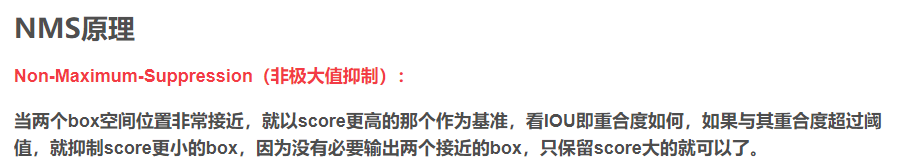 NMS原理
Non-Maximum-Suppression（非极大值抑制）：
当两个box空间位置非常接近，就以score更高的那个作为基准，看IOU即重合度如何，如果与其重合度超过阈
值，就抑制score更小的box，因为没有必要输出两个接近的box，只保留score大的就可以了。